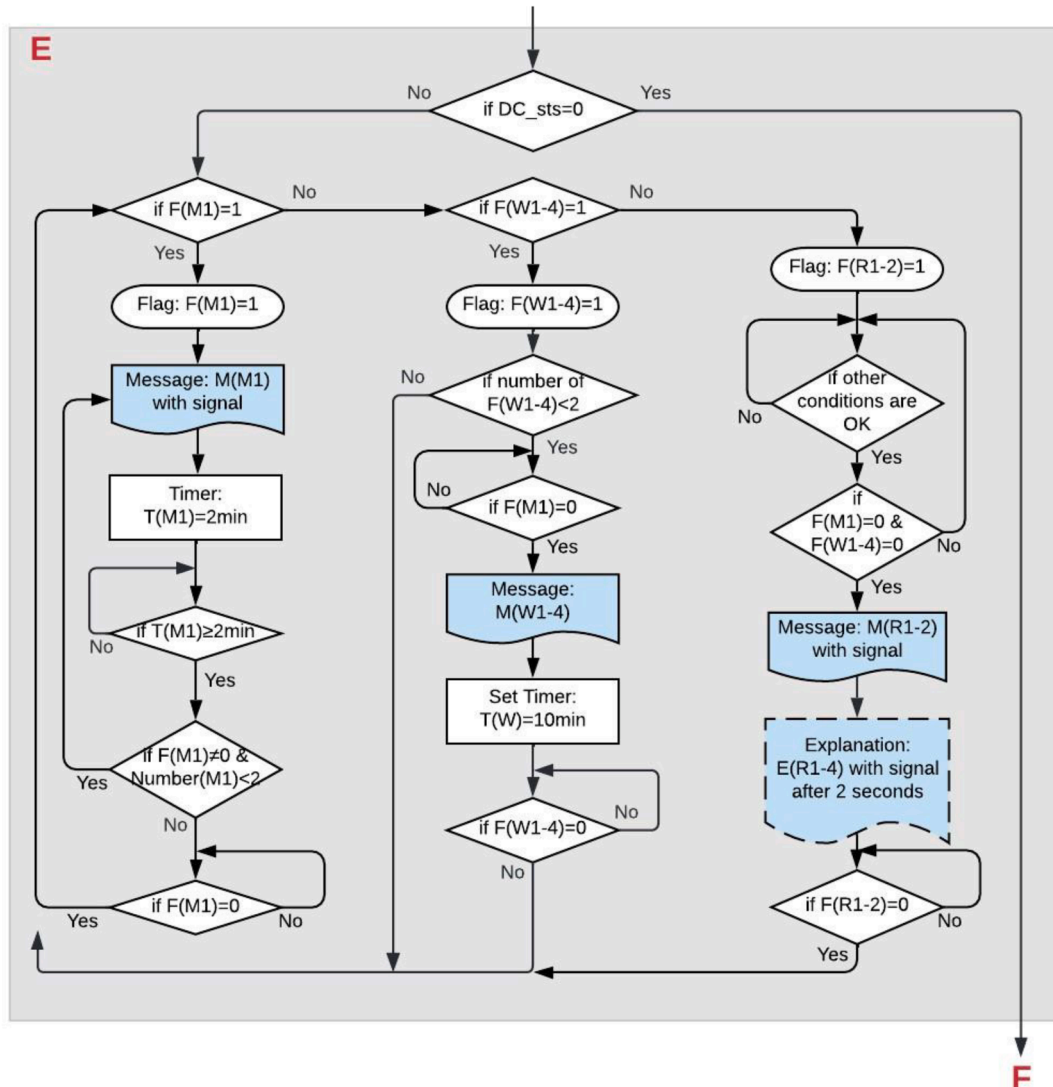 E
if DC_sts=0
No
Yes
if F(M1)=1
No
Yes
Flag: F(M1)=1
Message: M(M1)
with signal
Timer:
T(M1)=2min
if T(M1)≥2min
No
Yes
if F(M1)≠0 &
Number(M1)<2
Yes
No
if F(M1)=0
Yes
No
if F(W1-4)=1
No
Yes
Flag: F(W1-4)=1
if number of
F(W1-4)<2
No
Yes
if F(M1)=0
No
Yes
Message:
M(W1-4)
Set Timer:
T(W)=10min
if F(W1-4)=0
No
No
Flag: F(R1-2)=1
if other
conditions are
OK
No
Yes
if
F(M1)=0 &
F(W1-4)=0
No
Yes
Message: M(R1-2)
with signal
Explanation:
E(R1-4) with signal
after 2 seconds
if F(R1-2)=0
No
Yes
F